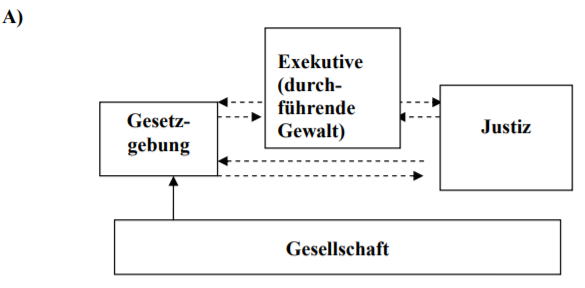 A)
Exekutive
(durch-
führende
Gewalt)
Gesetz-
gebung
Justiz
Gesellschaft